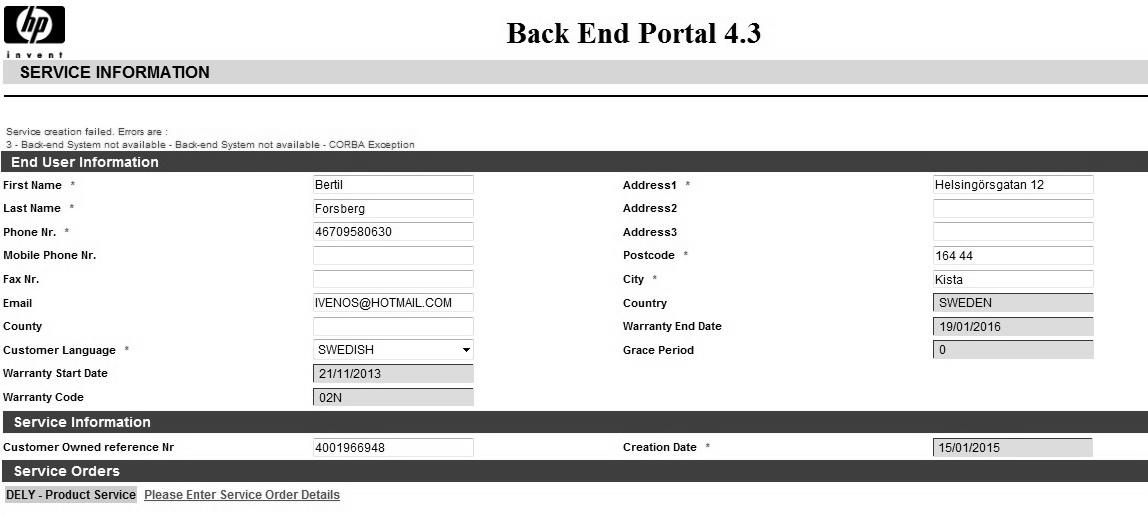 hp
invent
Back End Portal 4.3
SERVICE INFORMATION
Service creation failed. Errors are :
3 - Back-end System not available - Back-end System not available - CORBA Exception
End User Information
First Name * Bertil Address1 * Helsingörsgatan 12
Last Name * Forsberg Address2
Phone Nr. * 46709580630 Address3
Mobile Phone Nr. Postcode * 164 44
Fax Nr. City * Kista
Email IVENOS@HOTMAIL.COM Country SWEDEN
County Warranty End Date 19/01/2016
Customer Language * SWEDISH Grace Period 0
Warranty Start Date 21/11/2013
Warranty Code 02N
Service Information
Customer Owned reference Nr 4001966948 Creation Date * 15/01/2015
Service Orders
DELY - Product Service Please Enter Service Order Details